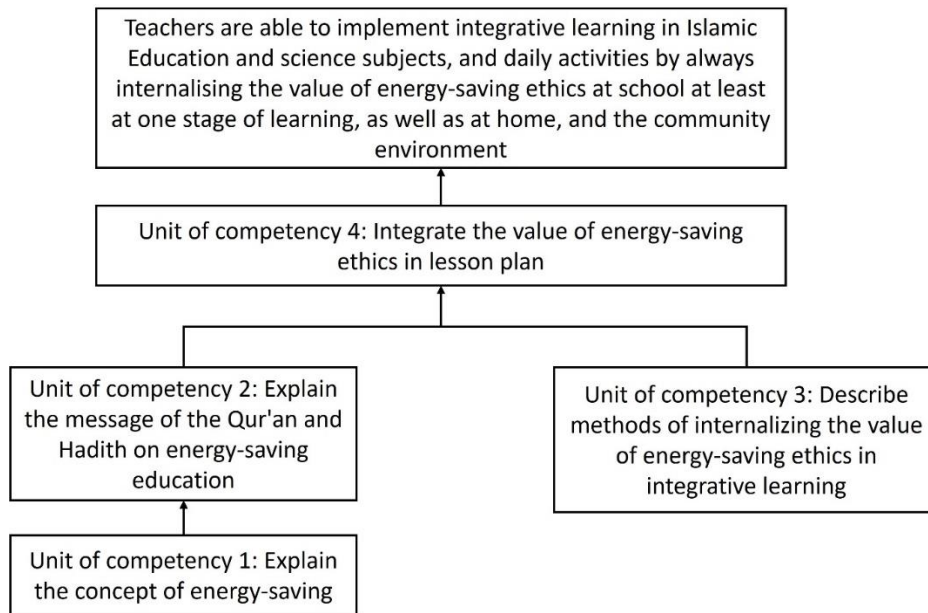 Teachers are able to implement integrative learning in Islamic
Education and science subjects, and daily activities by always
internalising the value of energy-saving ethics at school at least
at one stage of learning, as well as at home, and the community
environment
Unit of competency 4: Integrate the value of energy-saving
ethics in lesson plan
Unit of competency 2: Explain
the message of the Qur'an and
Hadith on energy-saving
education
Unit of competency 3: Describe
methods of internalizing the value
of energy-saving ethics in
integrative learning
Unit of competency 1: Explain
the concept of energy-saving